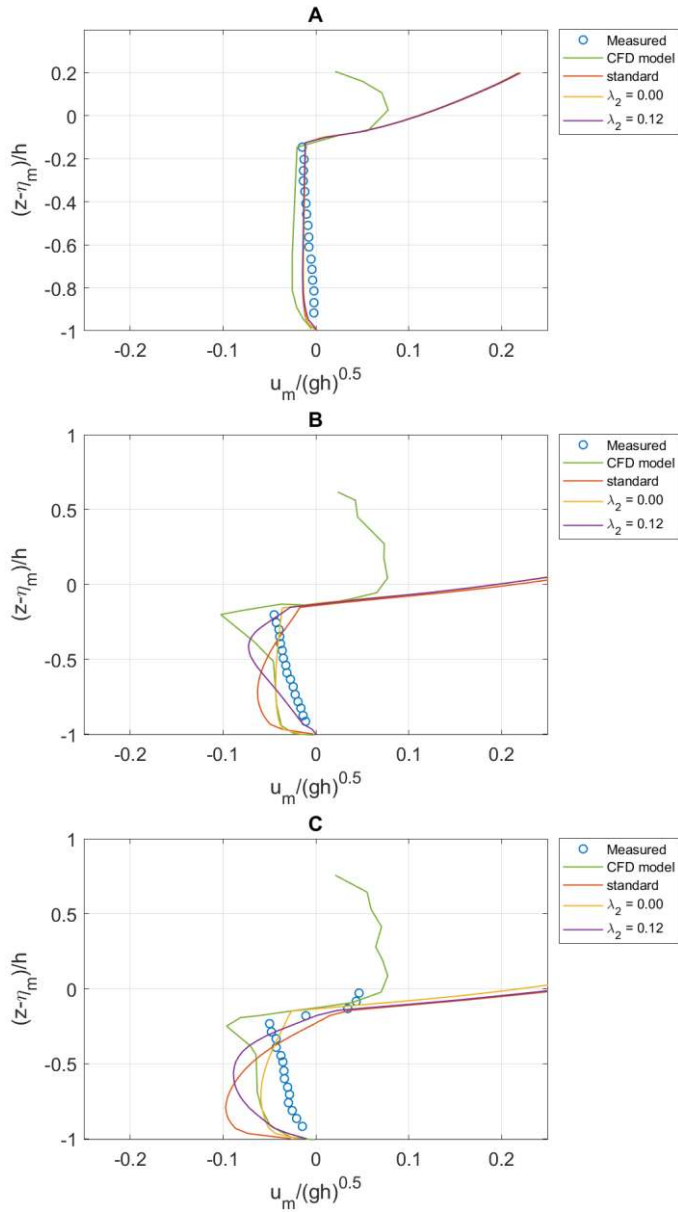 A
0.2
0
-0.2
-0.4
-0.6
-0.8
-1
(z-η_m)/h
-0.2
-0.1
0
0.1
0.2
u_m/(gh)^0.5
Measured
CFD model
standard
λ_2 = 0.00
λ_2 = 0.12
B
1
0.5
0
-0.5
-1
(z-η_m)/h
-0.2
-0.1
0
0.1
0.2
u_m/(gh)^0.5
Measured
CFD model
standard
λ_2 = 0.00
λ_2 = 0.12
C
1
0.5
0
-0.5
-1
(z-η_m)/h
-0.2
-0.1
0
0.1
0.2
u_m/(gh)^0.5
Measured
CFD model
standard
λ_2 = 0.00
λ_2 = 0.12